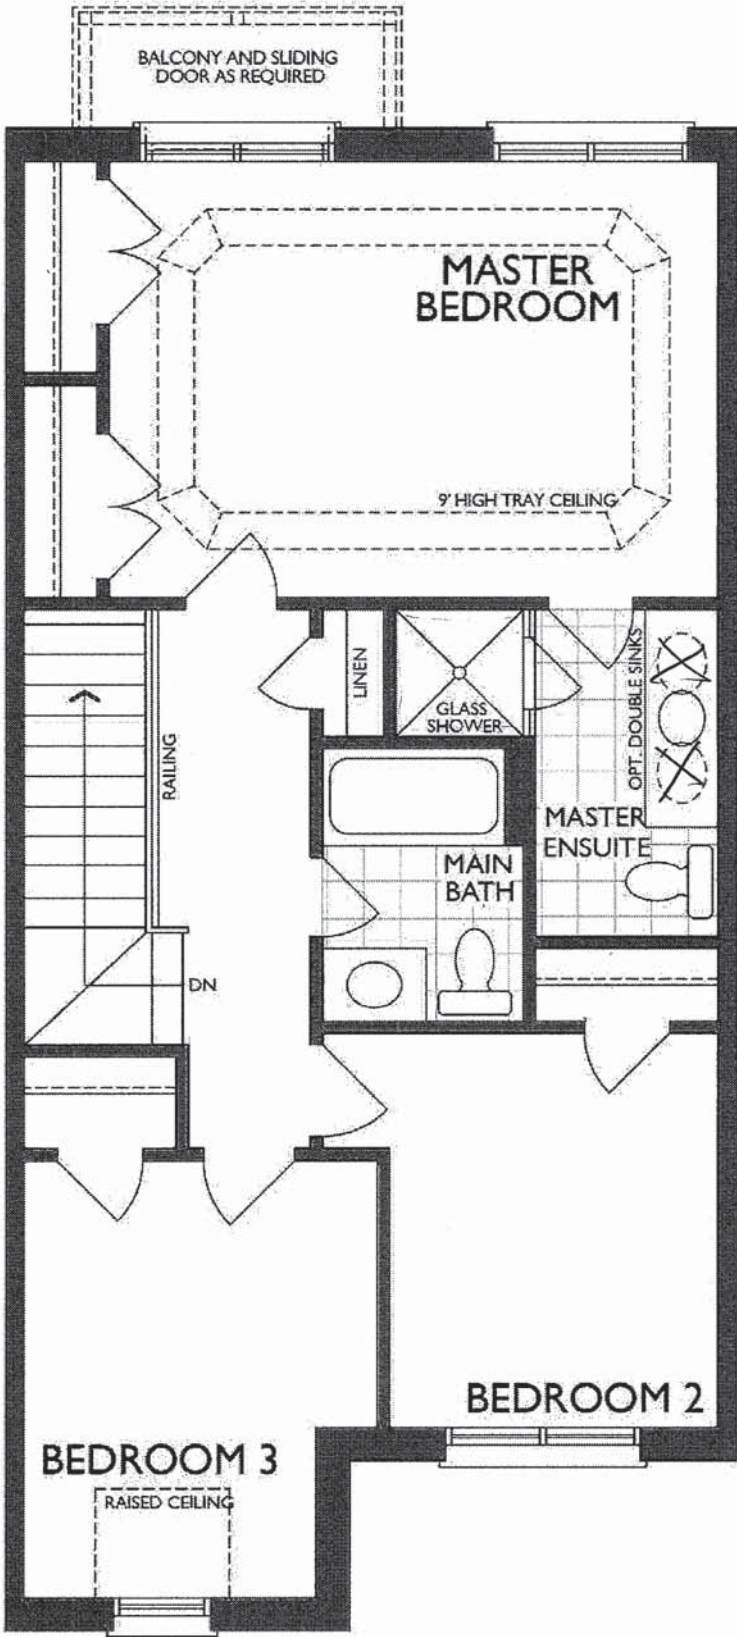 BALCONY AND SLIDING
DOOR AS REQUIRED
MASTER
BEDROOM
9' HIGH TRAY CEILING
LINEN
GLASS
SHOWER
OPT. DOUBLE SINKS
RAILING
MASTER
ENSUITE
MAIN
BATH
DN
BEDROOM 2
BEDROOM 3
RAISED CEILING